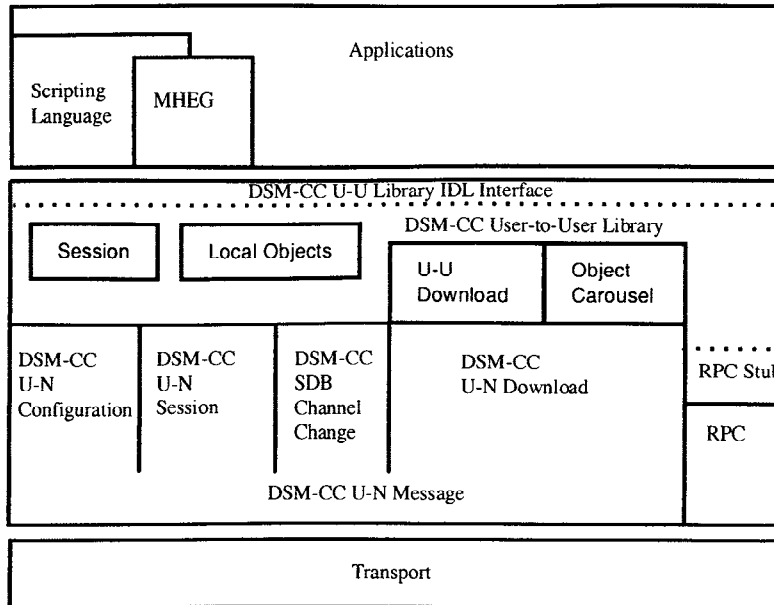 Applications
Scripting
Language
MHEG
DSM-CC U-U Library IDL Interface
DSM-CC User-to-User Library
Session
Local Objects
U-U
Download
Object
Carousel
DSM-CC
U-N
Configuration
DSM-CC
U-N
Session
DSM-CC
SDB
Channel
Change
DSM-CC
U-N Download
RPC Stub
RPC
DSM-CC U-N Message
Transport